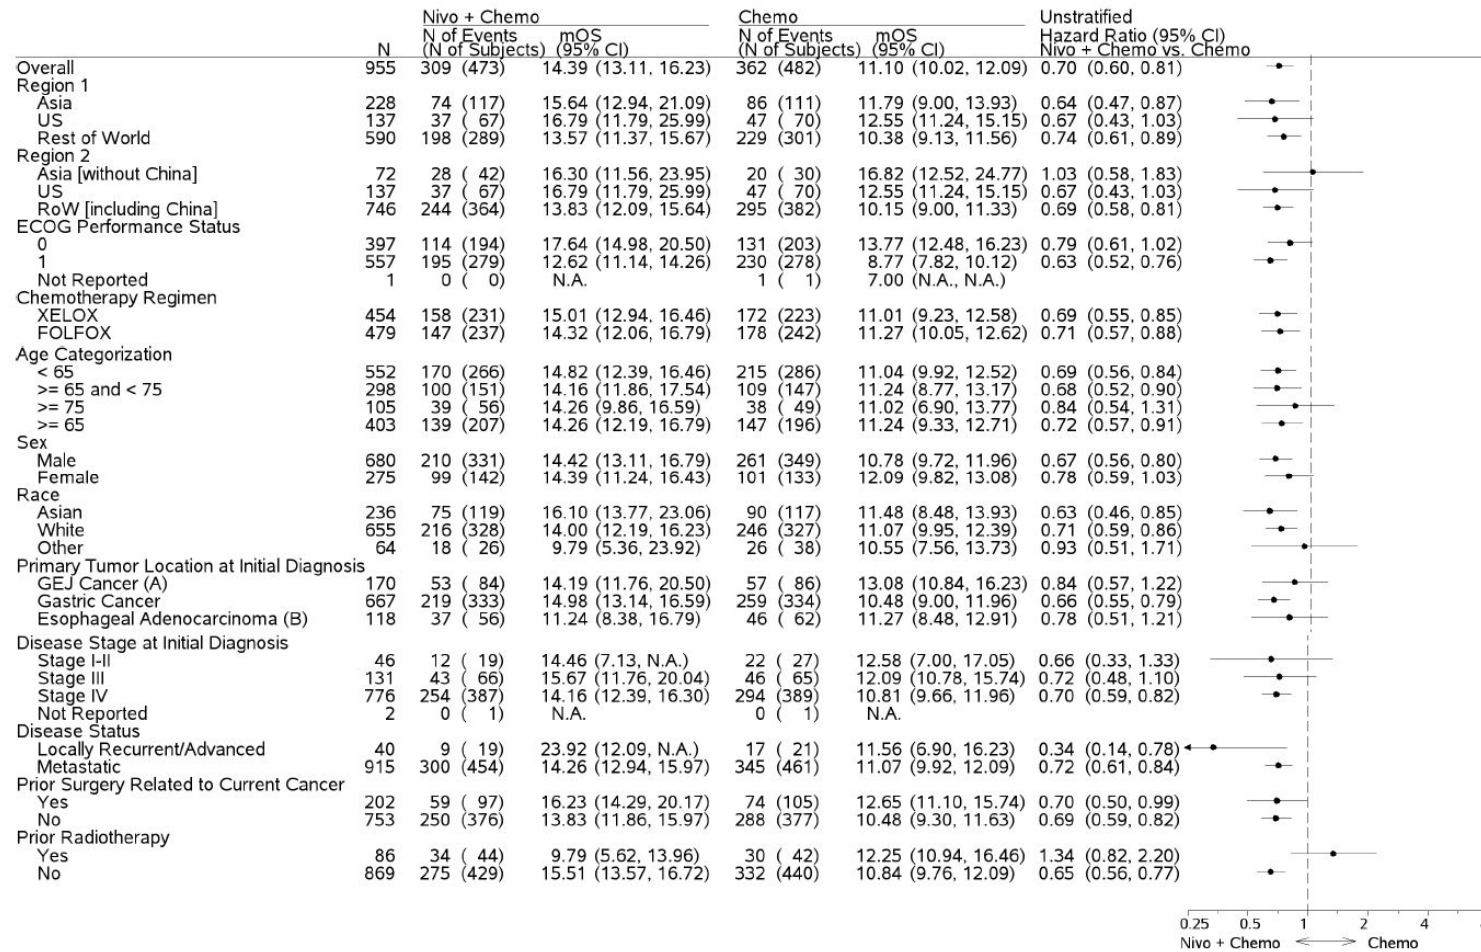 Nivo + Chemo Chemo Unstratified
N of Events mOS N of Events mOS Hazard Ratio (95% CI)
N (N of Subjects) (95% CI) (N of Subjects) (95% CI) Nivo + Chemo vs. Chemo
Overall 955 309 (473) 14.39 (13.11, 16.23) 362 (482) 11.10 (10.02, 12.09) 0.70 (0.60, 0.81)
Region 1
Asia 228 74 (117) 15.64 (12.94, 21.09) 86 (111) 11.79 (9.00, 13.93) 0.64 (0.47, 0.87)
US 137 37 ( 67) 16.79 (11.79, 25.99) 47 ( 70) 12.55 (11.24, 15.15) 0.67 (0.43, 1.03)
Rest of World 590 198 (289) 13.57 (11.37, 15.67) 229 (301) 10.38 (9.13, 11.56) 0.74 (0.61, 0.89)
Region 2
Asia [without China] 72 28 ( 42) 16.30 (11.56, 23.95) 20 ( 30) 16.82 (12.52, 24.77) 1.03 (0.58, 1.83)
US 137 37 ( 67) 16.79 (11.79, 25.99) 47 ( 70) 12.55 (11.24, 15.15) 0.67 (0.43, 1.03)
RoW [including China] 746 244 (364) 13.83 (12.09, 15.64) 295 (382) 10.15 (9.00, 11.33) 0.69 (0.58, 0.81)
ECOG Performance Status
0 397 114 (194) 17.64 (14.98, 20.50) 131 (203) 13.77 (12.48, 16.23) 0.79 (0.61, 1.02)
1 557 195 (279) 12.62 (11.14, 14.26) 230 (278) 8.77 (7.82, 10.12) 0.63 (0.52, 0.76)
Not Reported 1 0 ( 0) N.A. 1 ( 1) 7.00 (N.A., N.A.)
Chemotherapy Regimen
XELOX 454 158 (231) 15.01 (12.94, 16.46) 172 (223) 11.01 (9.23, 12.58) 0.69 (0.55, 0.85)
FOLFOX 479 147 (237) 14.32 (12.06, 16.79) 178 (242) 11.27 (10.05, 12.62) 0.71 (0.57, 0.88)
Age Categorization
< 65 552 170 (266) 14.82 (12.39, 16.46) 215 (286) 11.04 (9.92, 12.52) 0.69 (0.56, 0.84)
>= 65 and < 75 298 100 (151) 14.16 (11.86, 17.54) 109 (147) 11.24 (8.77, 13.17) 0.68 (0.52, 0.90)
>= 75 105 39 ( 56) 14.26 (9.86, 16.59) 38 ( 49) 11.02 (6.90, 13.77) 0.84 (0.54, 1.31)
>= 65 403 139 (207) 14.26 (12.19, 16.79) 147 (196) 11.24 (9.33, 12.71) 0.72 (0.57, 0.91)
Sex
Male 680 210 (331) 14.42 (13.11, 16.79) 261 (349) 10.78 (9.72, 11.96) 0.67 (0.56, 0.80)
Female 275 99 (142) 14.39 (11.24, 16.43) 101 (133) 12.09 (9.82, 13.08) 0.78 (0.59, 1.03)
Race
Asian 236 75 (119) 16.10 (13.77, 23.06) 90 (117) 11.48 (8.48, 13.93) 0.63 (0.46, 0.85)
White 655 216 (328) 14.00 (12.19, 16.23) 246 (327) 11.07 (9.95, 12.39) 0.71 (0.59, 0.86)
Other 64 18 ( 26) 9.79 (5.36, 23.92) 26 ( 38) 10.55 (7.56, 13.73) 0.93 (0.51, 1.71)
Primary Tumor Location at Initial Diagnosis
GEJ Cancer (A) 170 53 ( 84) 14.19 (11.76, 20.50) 57 ( 86) 13.08 (10.84, 16.23) 0.84 (0.57, 1.22)
Gastric Cancer 667 219 (333) 14.98 (13.14, 16.59) 259 (334) 10.48 (9.00, 11.96) 0.66 (0.55, 0.79)
Esophageal Adenocarcinoma (B) 118 37 ( 56) 11.24 (8.38, 16.79) 46 ( 62) 11.27 (8.48, 12.91) 0.78 (0.51, 1.21)
Disease Stage at Initial Diagnosis
Stage I-II 46 12 ( 19) 14.46 (7.13, N.A.) 22 ( 27) 12.58 (7.00, 17.05) 0.66 (0.33, 1.33)
Stage III 131 43 ( 66) 15.67 (11.76, 20.04) 46 ( 65) 12.09 (10.78, 15.74) 0.72 (0.48, 1.10)
Stage IV 776 254 (387) 14.16 (12.39, 16.30) 294 (389) 10.81 (9.66, 11.96) 0.70 (0.59, 0.82)
Not Reported 2 0 ( 1) N.A. 0 ( 1) N.A.
Disease Status
Locally Recurrent/Advanced 40 9 ( 19) 23.92 (12.09, N.A.) 17 ( 21) 11.56 (6.90, 16.23) 0.34 (0.14, 0.78)
Metastatic 915 300 (454) 14.26 (12.94, 15.97) 345 (461) 11.07 (9.92, 12.09) 0.72 (0.61, 0.84)
Prior Surgery Related to Current Cancer
Yes 202 59 ( 97) 16.23 (14.29, 20.17) 74 (105) 12.65 (11.10, 15.74) 0.70 (0.50, 0.99)
No 753 250 (376) 13.83 (11.86, 15.97) 288 (377) 10.48 (9.30, 11.63) 0.69 (0.59, 0.82)
Prior Radiotherapy
Yes 86 34 ( 44) 9.79 (5.62, 13.96) 30 ( 42) 12.25 (10.94, 16.46) 1.34 (0.82, 2.20)
No 869 275 (429) 15.51 (13.57, 16.72) 332 (440) 10.84 (9.76, 12.09) 0.65 (0.56, 0.77)
0.25 0.5 1 2 4
Nivo + Chemo Chemo